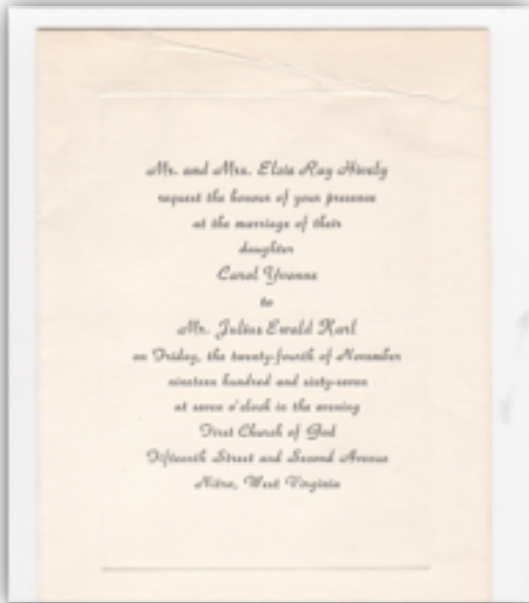 Mr. and Mrs. Elsie Ray Hively
request the honour of your presence
at the marriage of their
daughter
Carol Yvonne
to
Mr. Julius Ewald Karl
on Friday, the twenty-fourth of November
nineteen hundred and sixty-seven
at seven o'clock in the evening
First Church of God
Fifteenth Street and Second Avenue
Nitro, West Virginia